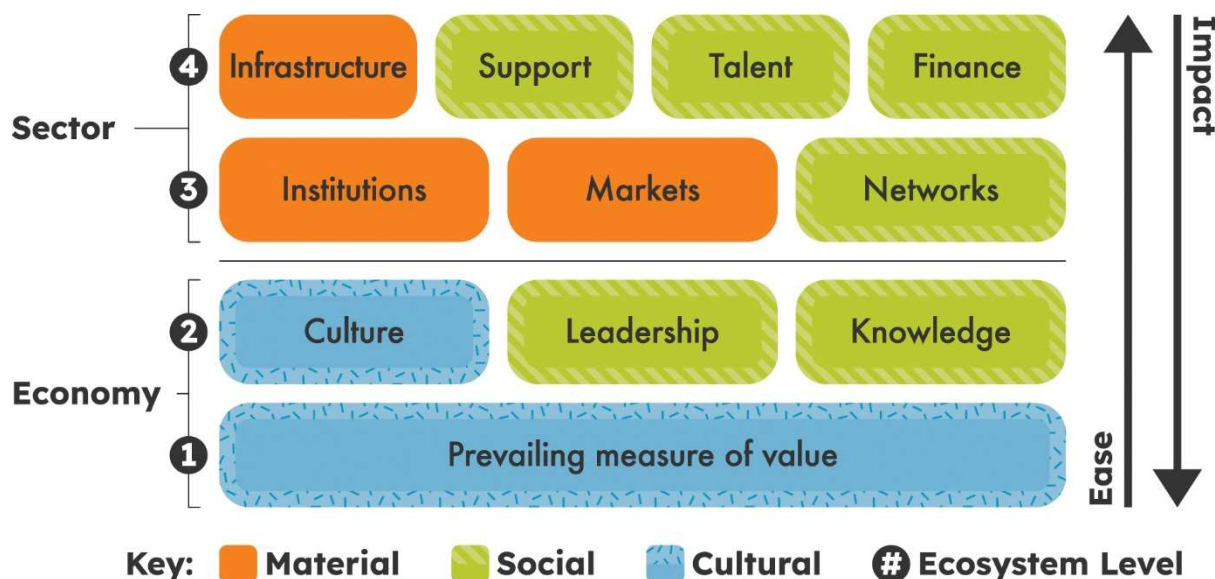 Sector
4
Infrastructure
Support
Talent
Finance
3
Institutions
Markets
Networks
Economy
2
Culture
Leadership
Knowledge
1
Prevailing measure of value
Ease
Impact
Key: Material Social Cultural # Ecosystem Level